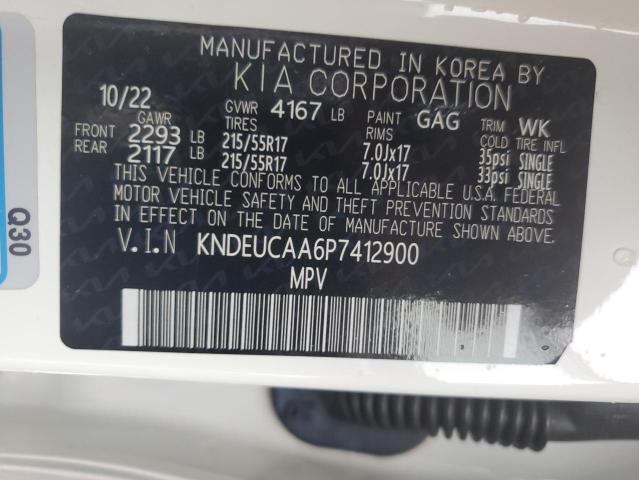 MANUFACTURED IN KOREA BY
KIA CORPORATION
10/22 GVWR 4167 LB PAINT GAG TRIM WK
GAWR TIRES RIMS COLD TIRE INFL
FRONT 2293 LB 215/55R17 7.0Jx17 35psi SINGLE
REAR 2117 LB 215/55R17 7.0Jx17 33psi SINGLE
THIS VEHICLE CONFORMS TO ALL APPLICABLE U.S.A. FEDERAL
MOTOR VEHICLE SAFETY AND THEFT PREVENTION STANDARDS
IN EFFECT ON THE DATE OF MANUFACTURE SHOWN ABOVE.
V.I.N KNDEUCAA6P7412900
MPV
Q30